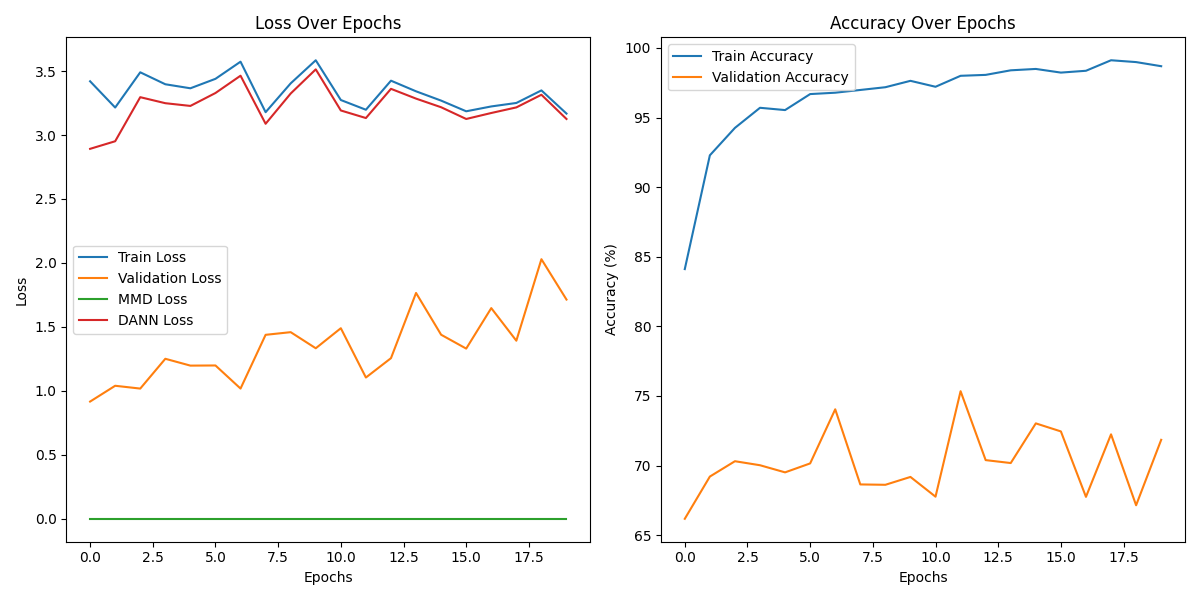 Loss Over Epochs
3.5
3.0
2.5
2.0
1.5
1.0
0.5
0.0
Loss
Train Loss
Validation Loss
MMD Loss
DANN Loss
0.0 2.5 5.0 7.5 10.0 12.5 15.0 17.5
Epochs
Accuracy Over Epochs
100
95
90
85
80
75
70
65
Accuracy (%)
Train Accuracy
Validation Accuracy
0.0 2.5 5.0 7.5 10.0 12.5 15.0 17.5
Epochs